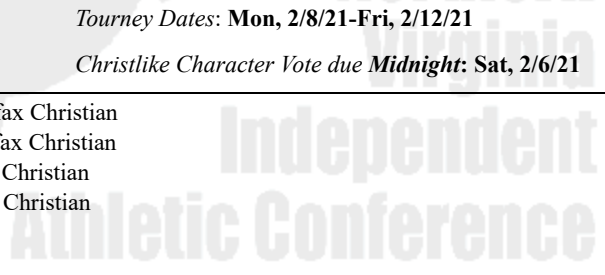 Tourney Dates: Mon, 2/8/21-Fri, 2/12/21
Virginia
Christlike Character Vote due Midnight: Sat, 2/6/21
fax Christian
fax Christian
Christian
Christian
Independent
Athletic Conference